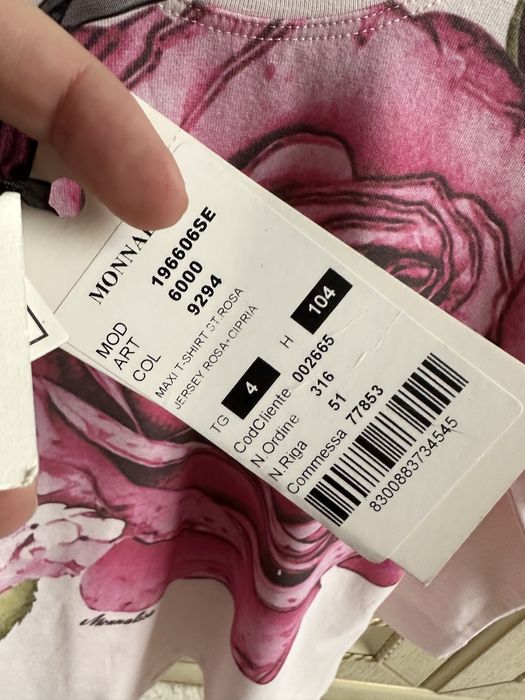 MONNAL
MOD 196606SE
ART 6000
COL 9294
MAXI T-SHIRT ST.ROSA
JERSEY ROSA+CIPRIA
TG 4 H 104
CodCliente 002665
N.Ordine 316
N.Riga 51
Commessa 77853
8300883734545
Monnalisa